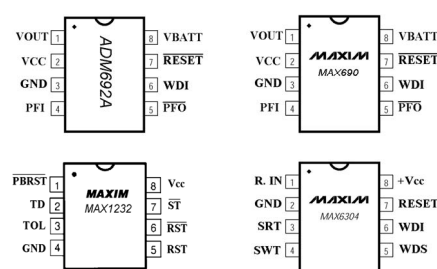 VOUT 1 ADM692A 8 VBATT
VCC 2 7 RESET
GND 3 6 WDI
PFI 4 5 PFO
VOUT 1 8 VBATT
VCC 2 MAXIM 7 RESET
GND 3 MAX690 6 WDI
PFI 4 5 PFO
PBRST 1 8 Vcc
TD 2 MAXIM 7 ST
TOL 3 MAX1232 6 RST
GND 4 5 RST
R. IN 1 8 +Vcc
GND 2 MAXIM 7 RESET
SRT 3 MAX6304 6 WDI
SWT 4 5 WDS